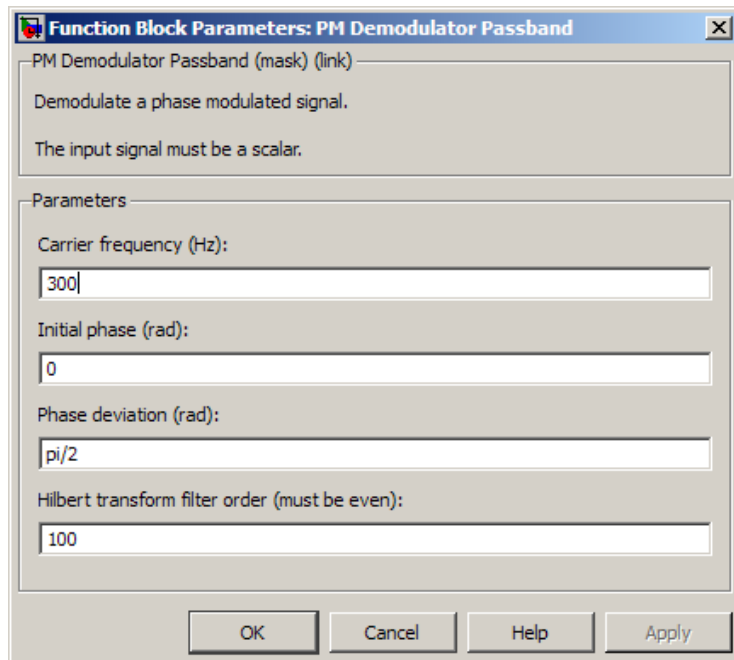 Function Block Parameters: PM Demodulator Passband
PM Demodulator Passband (mask) (link)
Demodulate a phase modulated signal.
The input signal must be a scalar.
Parameters
Carrier frequency (Hz):
300
Initial phase (rad):
0
Phase deviation (rad):
pi/2
Hilbert transform filter order (must be even):
100
OK Cancel Help Apply